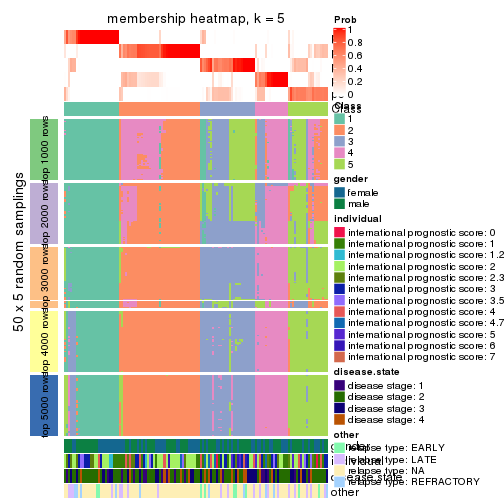 membership heatmap, k = 5
Prob
1
0.8
0.6
0.4
0.2
0
Class
Class
1
2
3
4
5
gender
female
male
individual
international prognostic score: 0
international prognostic score: 1
international prognostic score: 1.2
international prognostic score: 2
international prognostic score: 2.3
international prognostic score: 3
international prognostic score: 3.5
international prognostic score: 4
international prognostic score: 4.7
international prognostic score: 5
international prognostic score: 6
international prognostic score: 7
disease.state
disease stage: 1
disease stage: 2
disease stage: 3
disease stage: 4
other
relapse type: EARLY
relapse type: LATE
relapse type: NA
relapse type: REFRACTORY
gender
individual
disease.state
other
50 x 5 random samplings
top 1000 rows
top 2000 rows
top 3000 rows
top 4000 rows
top 5000 rows